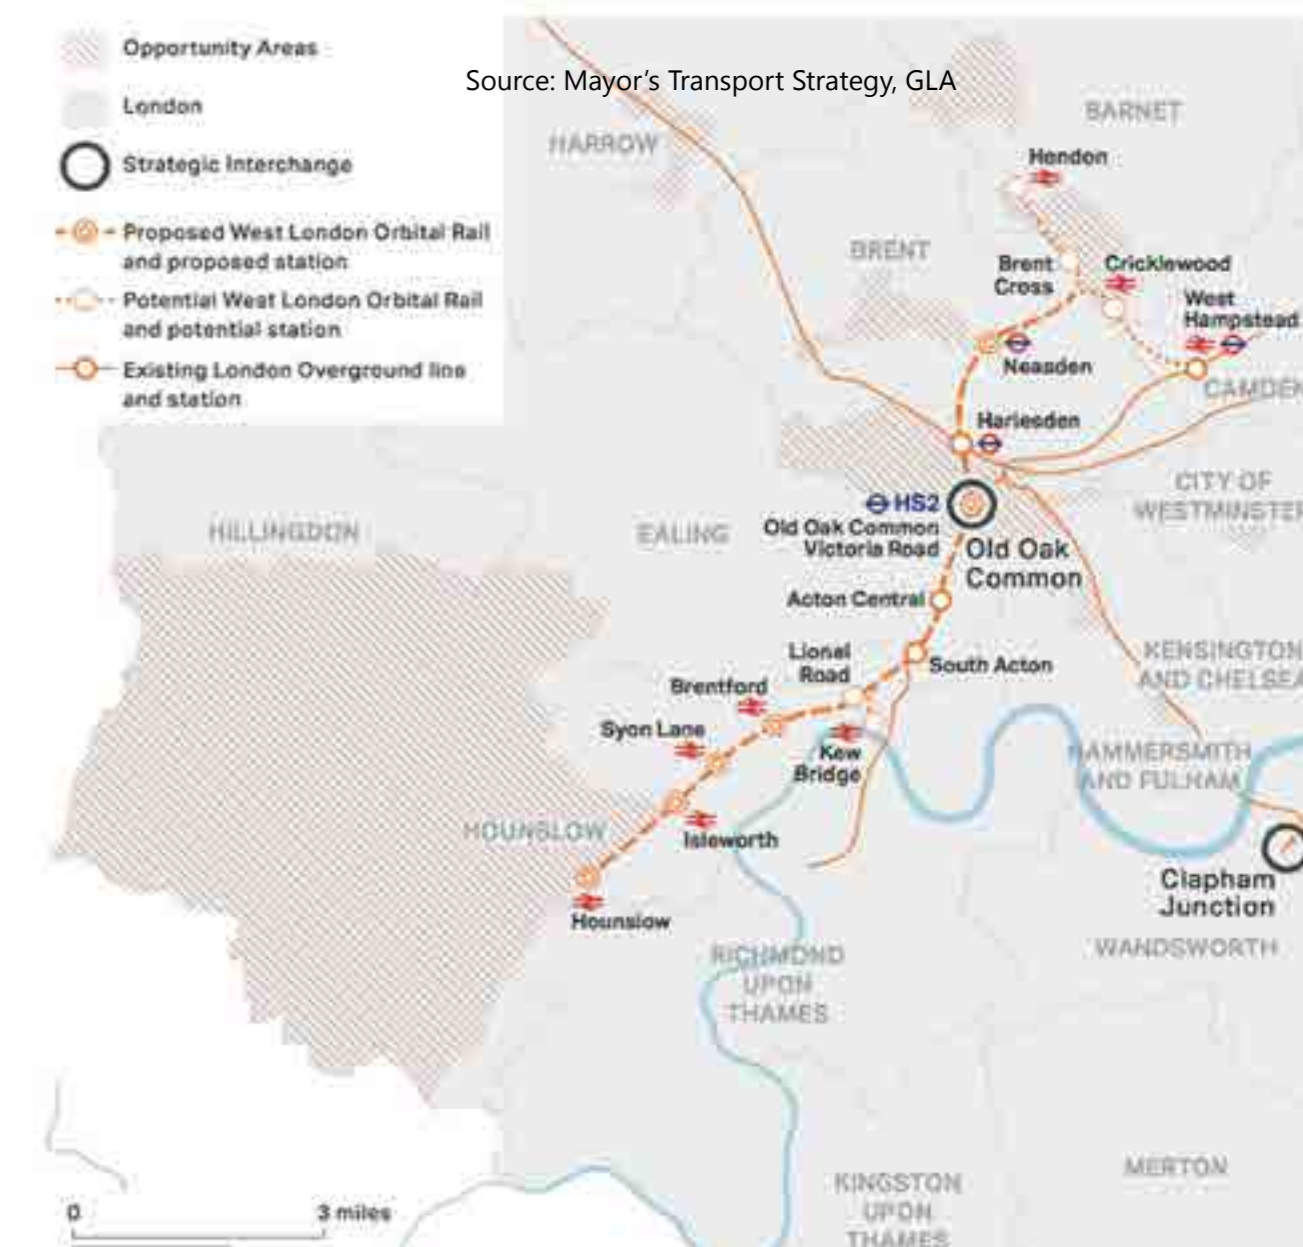 Opportunity Areas
London
Strategic Interchange
Proposed West London Orbital Rail
and proposed station
Potential West London Orbital Rail
and potential station
Existing London Overground line
and station
Source: Mayor's Transport Strategy, GLA
HARROW
BARNET
Hendon
BRENT
Brent
Cross
Cricklewood
West
Hampstead
Neasden
CAMDEN
Harlesden
CITY OF
WESTMINSTER
HILLINGDON
EALING
HS2
Old Oak Common
Victoria Road
Old Oak
Common
Acton Central
Lionel
Road
South Acton
KENSINGTON
AND CHELSEA
Brentford
Syon Lane
Kew
Bridge
HAMMERSMITH
AND FULHAM
HOUNSLOW
Isleworth
Hounslow
Clapham
Junction
WANDSWORTH
RICHMOND
UPON
THAMES
MERTON
KINGSTON
UPON
THAMES
0
3 miles